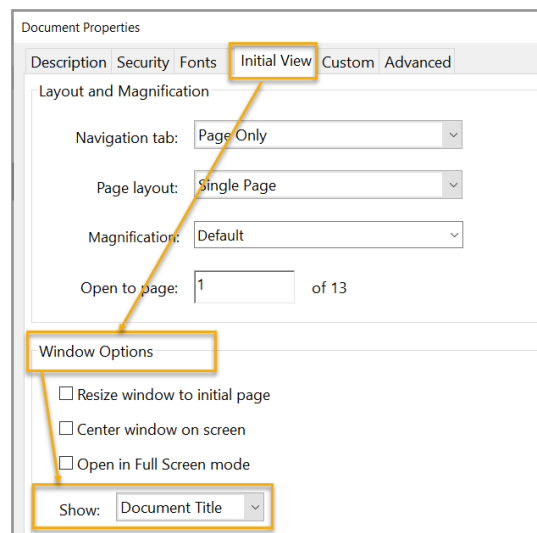 Document Properties
Description Security Fonts Initial View Custom Advanced
Layout and Magnification
Navigation tab: Page Only
Page layout: Single Page
Magnification: Default
Open to page: 1 of 13
Window Options
Resize window to initial page
Center window on screen
Open in Full Screen mode
Show: Document Title